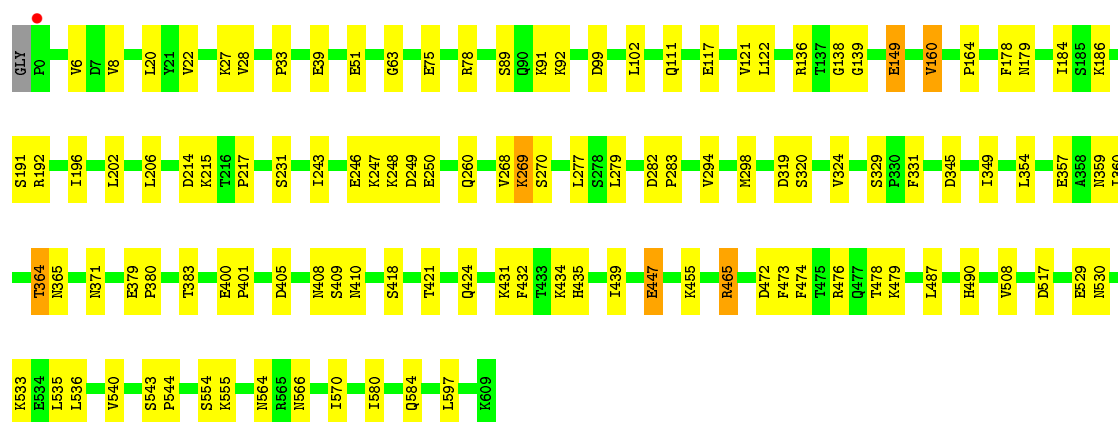 GLY P0 V6 D7 V8 L20 Y21 V22 K27 V28 P33 E39 E51 G63 E75 R78 S89 Q90 K91 K92 D99 L102 Q111 E117 V121 L122 R136 T137 G138 G139 E149 V160 P164 F178 N179 I184 S185 K186
S191 R192 I196 L202 L206 D214 K215 T216 P217 S231 I243 E246 K247 K248 D249 E250 Q260 V268 K269 S270 L277 S278 L279 D282 P283 V294 M298 D319 S320 V324 S329 P330 F331 D345 I349 L354 E357 A358 N359 I360
T364 N365 N371 E379 P380 T383 E400 P401 D405 N408 S409 N410 S418 T421 Q424 K431 F432 T433 K434 H435 I439 E447 K455 R465 D472 F473 F474 T475 R476 Q477 T478 K479 L487 H490 V508 D517 E529 N530
K533 E534 L535 L536 V540 S543 P544 S554 K555 N564 R565 N566 I570 I580 Q584 L597 K609